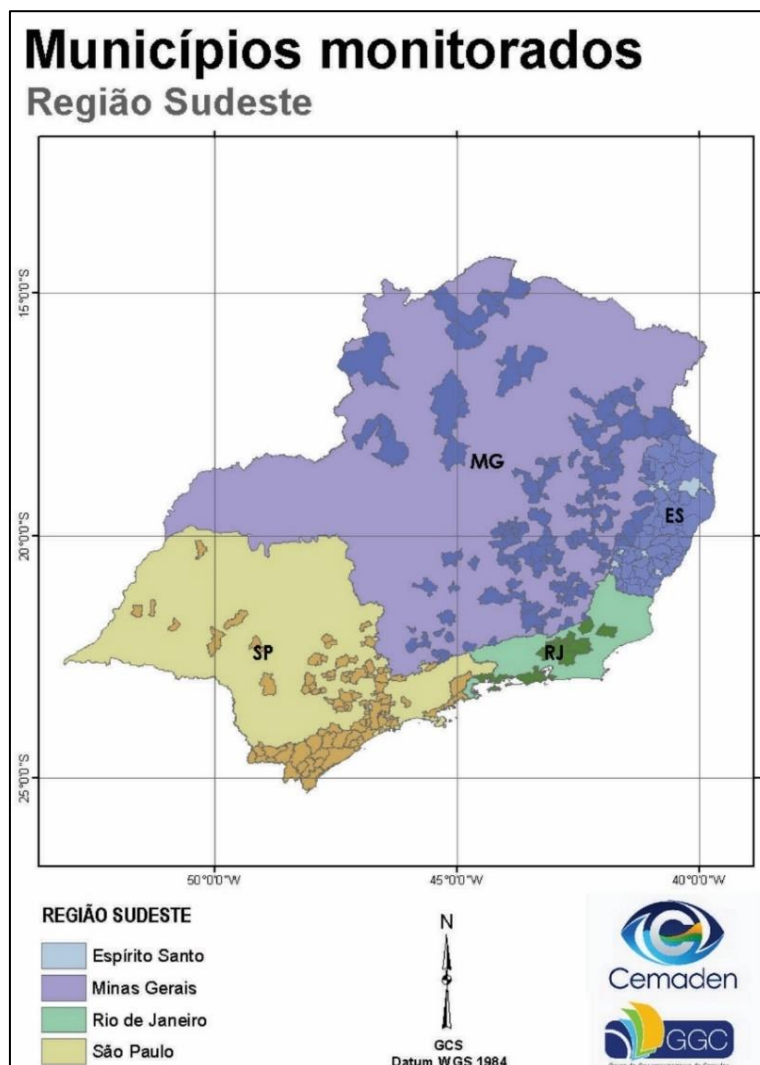 Municípios monitorados
Região Sudeste
15°0'0"S
20°0'0"S
25°0'0"S
MG
ES
SP
RJ
50°0'0"W
45°0'0"W
40°0'0"W
REGIÃO SUDESTE
Espírito Santo
Minas Gerais
Rio de Janeiro
São Paulo
N
GCS
Datum WGS 1984
Cemaden
GGC